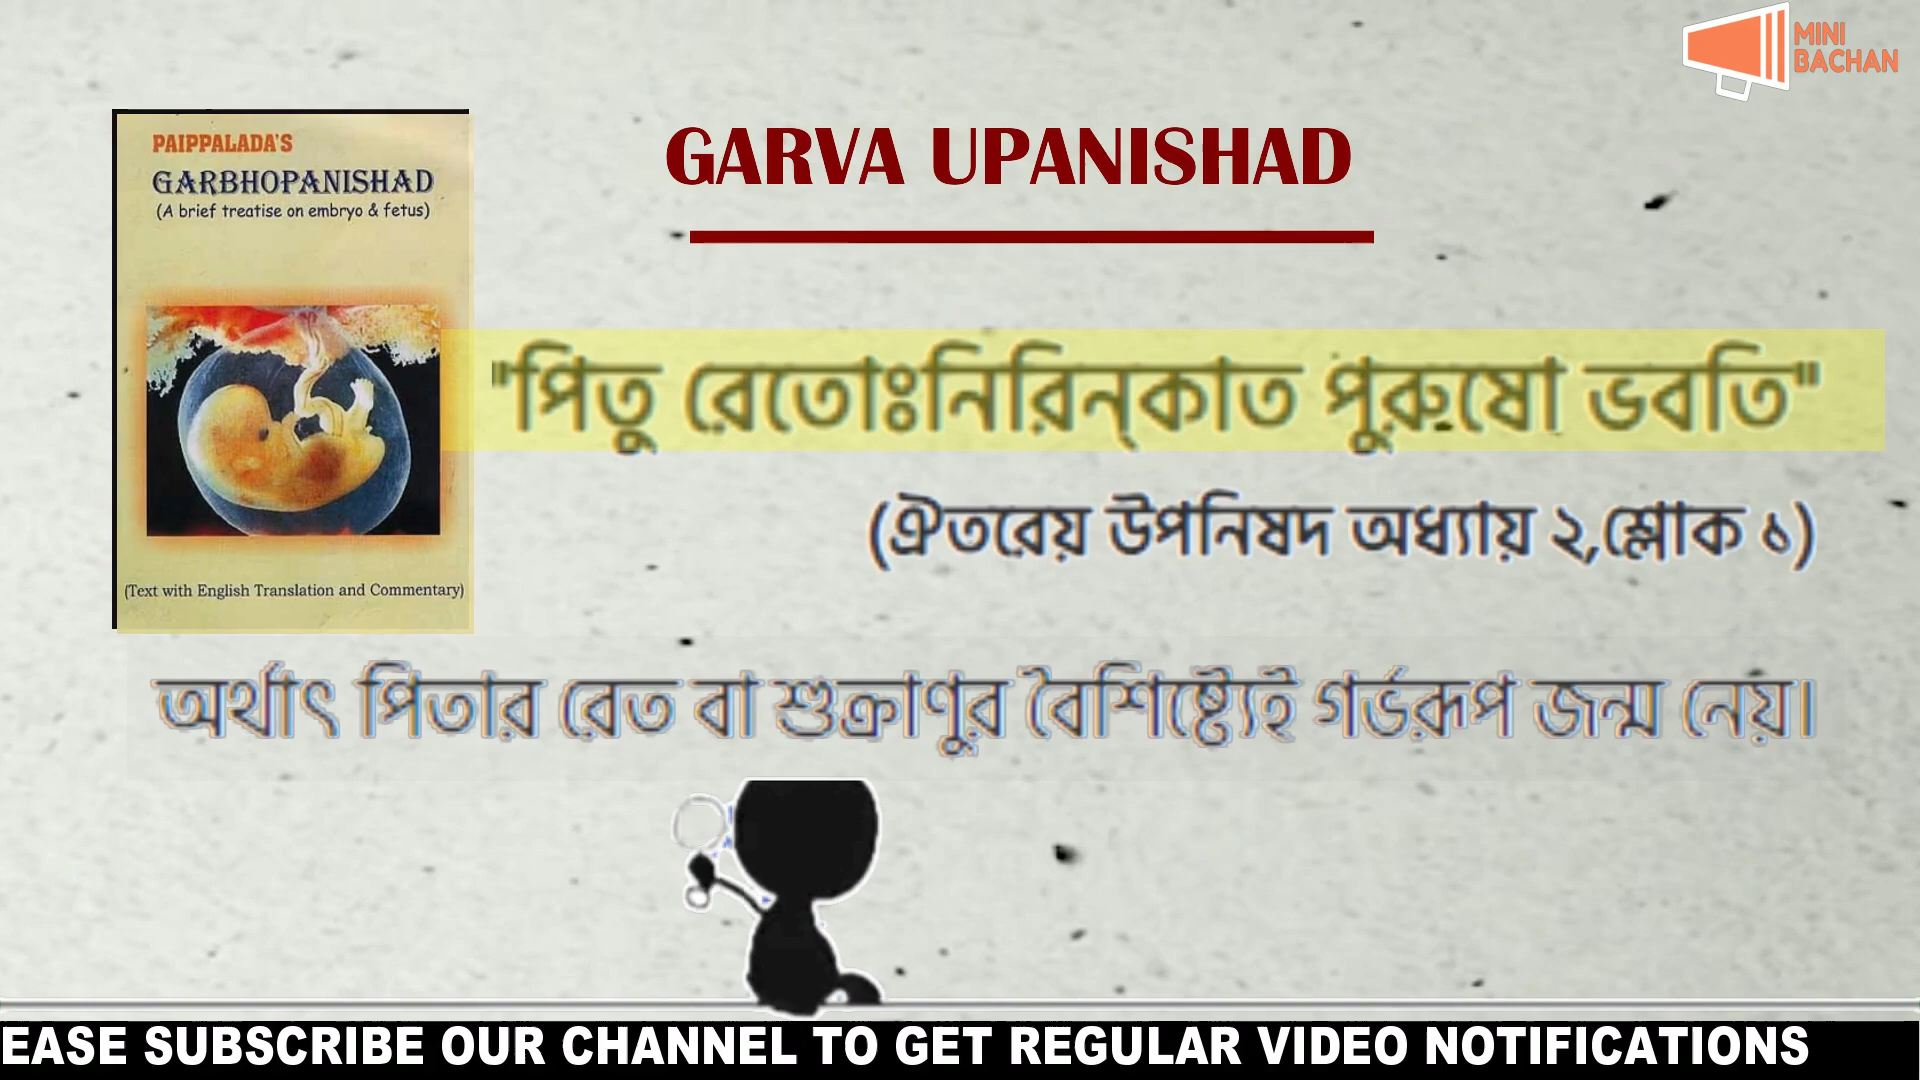 MINI
BACHAN
PAIPPALADA'S
GARBHOPANISHAD
(A brief treatise on embryo & fetus)
(Text with English Translation and Commentary)
GARVA UPANISHAD
"পিতু রেতোঃনিরিন্কাত পুরুষো ভবতি"
(ঐতরেয় উপনিষদ অধ্যায় ২,শ্লোক ১)
অর্থাৎ পিতার রেত বা শুক্রাণুর বৈশিষ্ট্যেই গর্ভরূপ জন্ম নেয়।
EASE SUBSCRIBE OUR CHANNEL TO GET REGULAR VIDEO NOTIFICATIONS